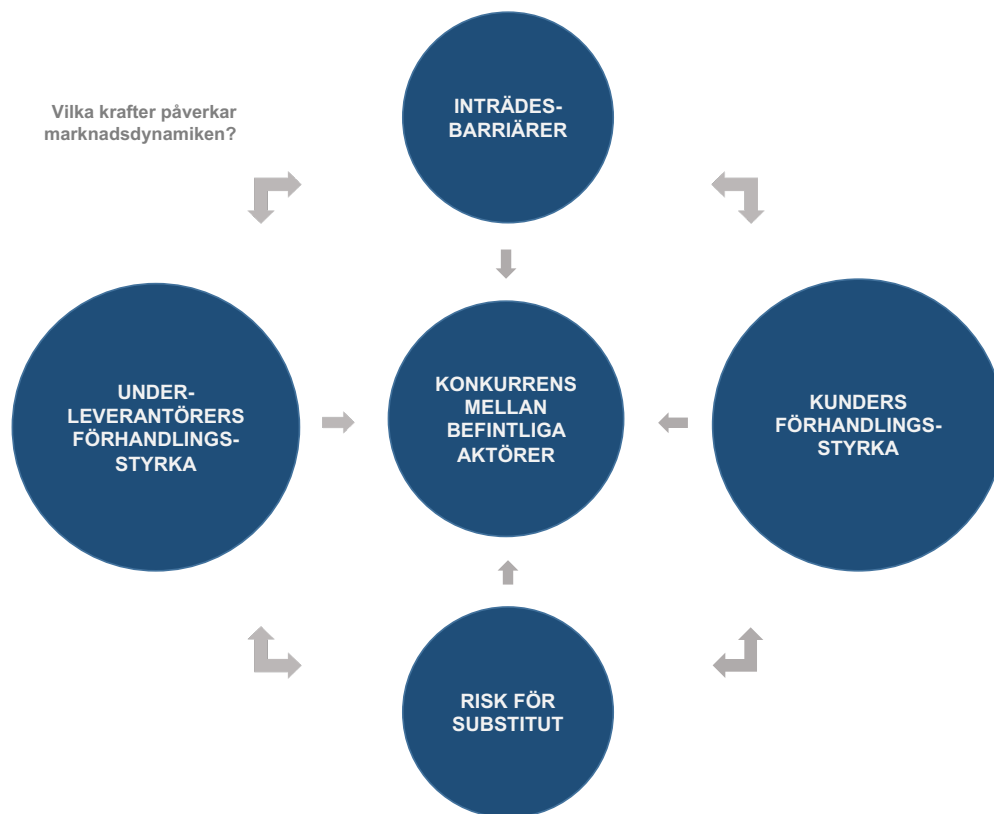 Vilka krafter påverkar
marknadsdynamiken?
INTRÄDES-
BARRIÄRER
UNDER-
LEVERANTÖRERS
FÖRHANDLINGS-
STYRKA
KONKURRENS
MELLAN
BEFINTLIGA
AKTÖRER
KUNDERS
FÖRHANDLINGS-
STYRKA
RISK FÖR
SUBSTITUT